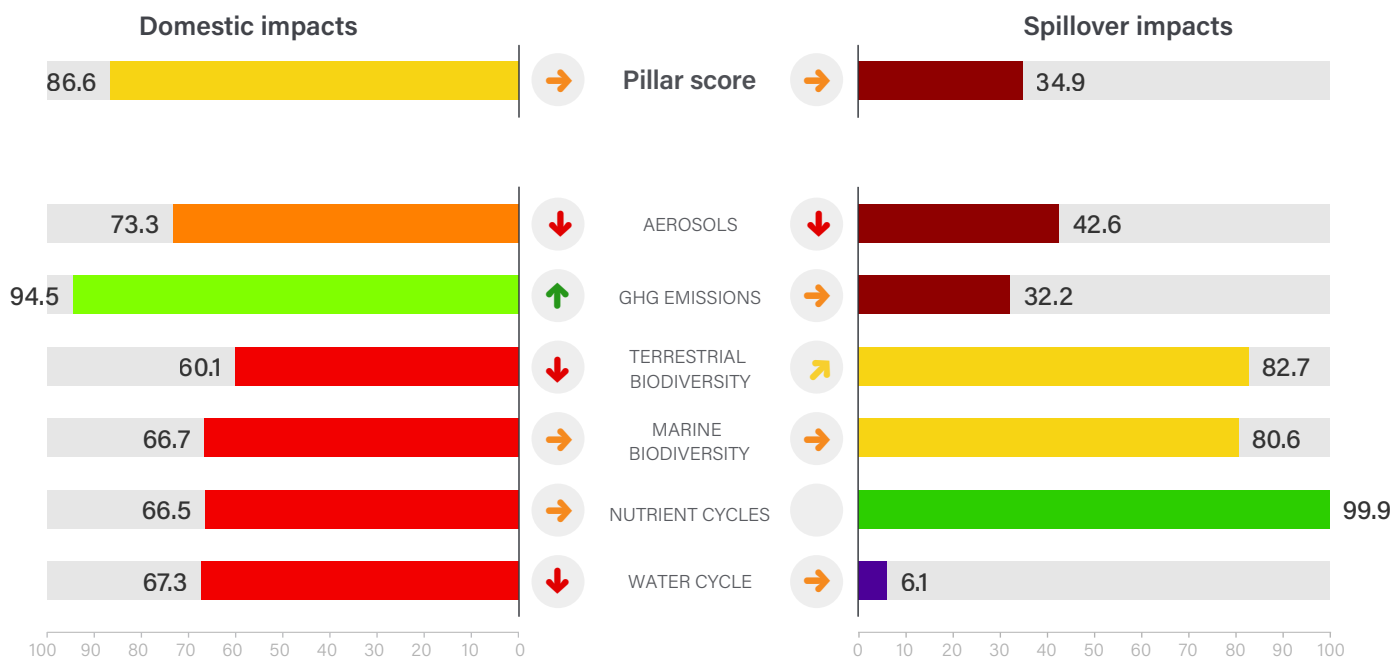 Domestic impacts
Spillover impacts
86.6
Pillar score
34.9
73.3
AEROSOLS
42.6
94.5
GHG EMISSIONS
32.2
60.1
TERRESTRIAL
BIODIVERSITY
82.7
66.7
MARINE
BIODIVERSITY
80.6
66.5
NUTRIENT CYCLES
99.9
67.3
WATER CYCLE
6.1
100 90 80 70 60 50 40 30 20 10 0
0 10 20 30 40 50 60 70 80 90 100